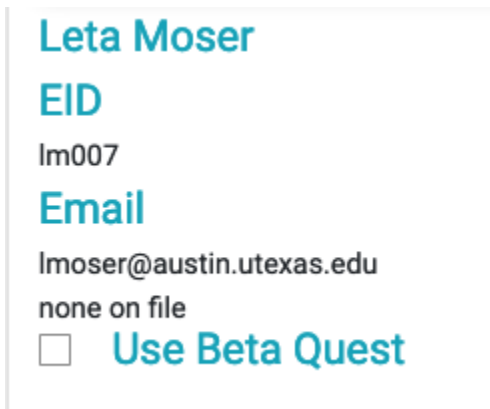 Leta Moser
EID
lm007
Email
lmoser@austin.utexas.edu
none on file
Use Beta Quest